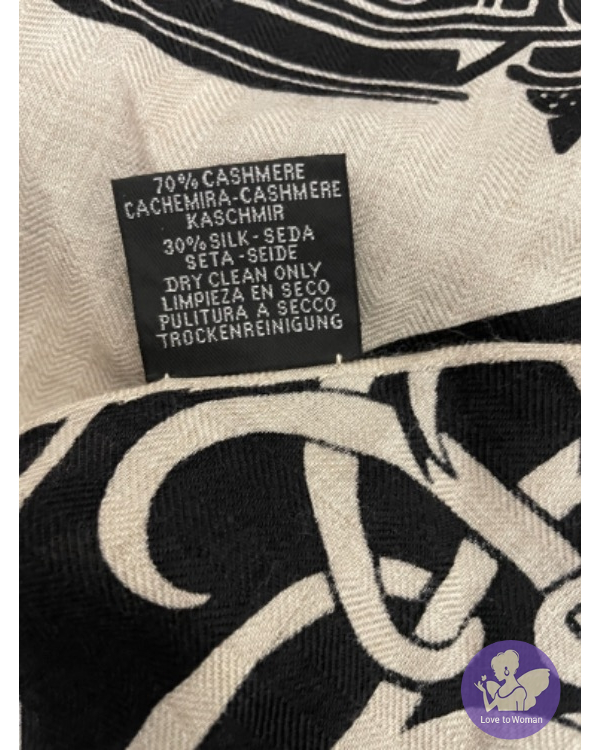 70% CASHMERE
CACHEMIRA-CASHMERE
KASCHMIR
30% SILK-SEDA
SETA-SEIDE
DRY CLEAN ONLY
LIMPIEZA EN SECO
PULITURA A SECCO
TROCKENREINIGUNG
Love to Woman